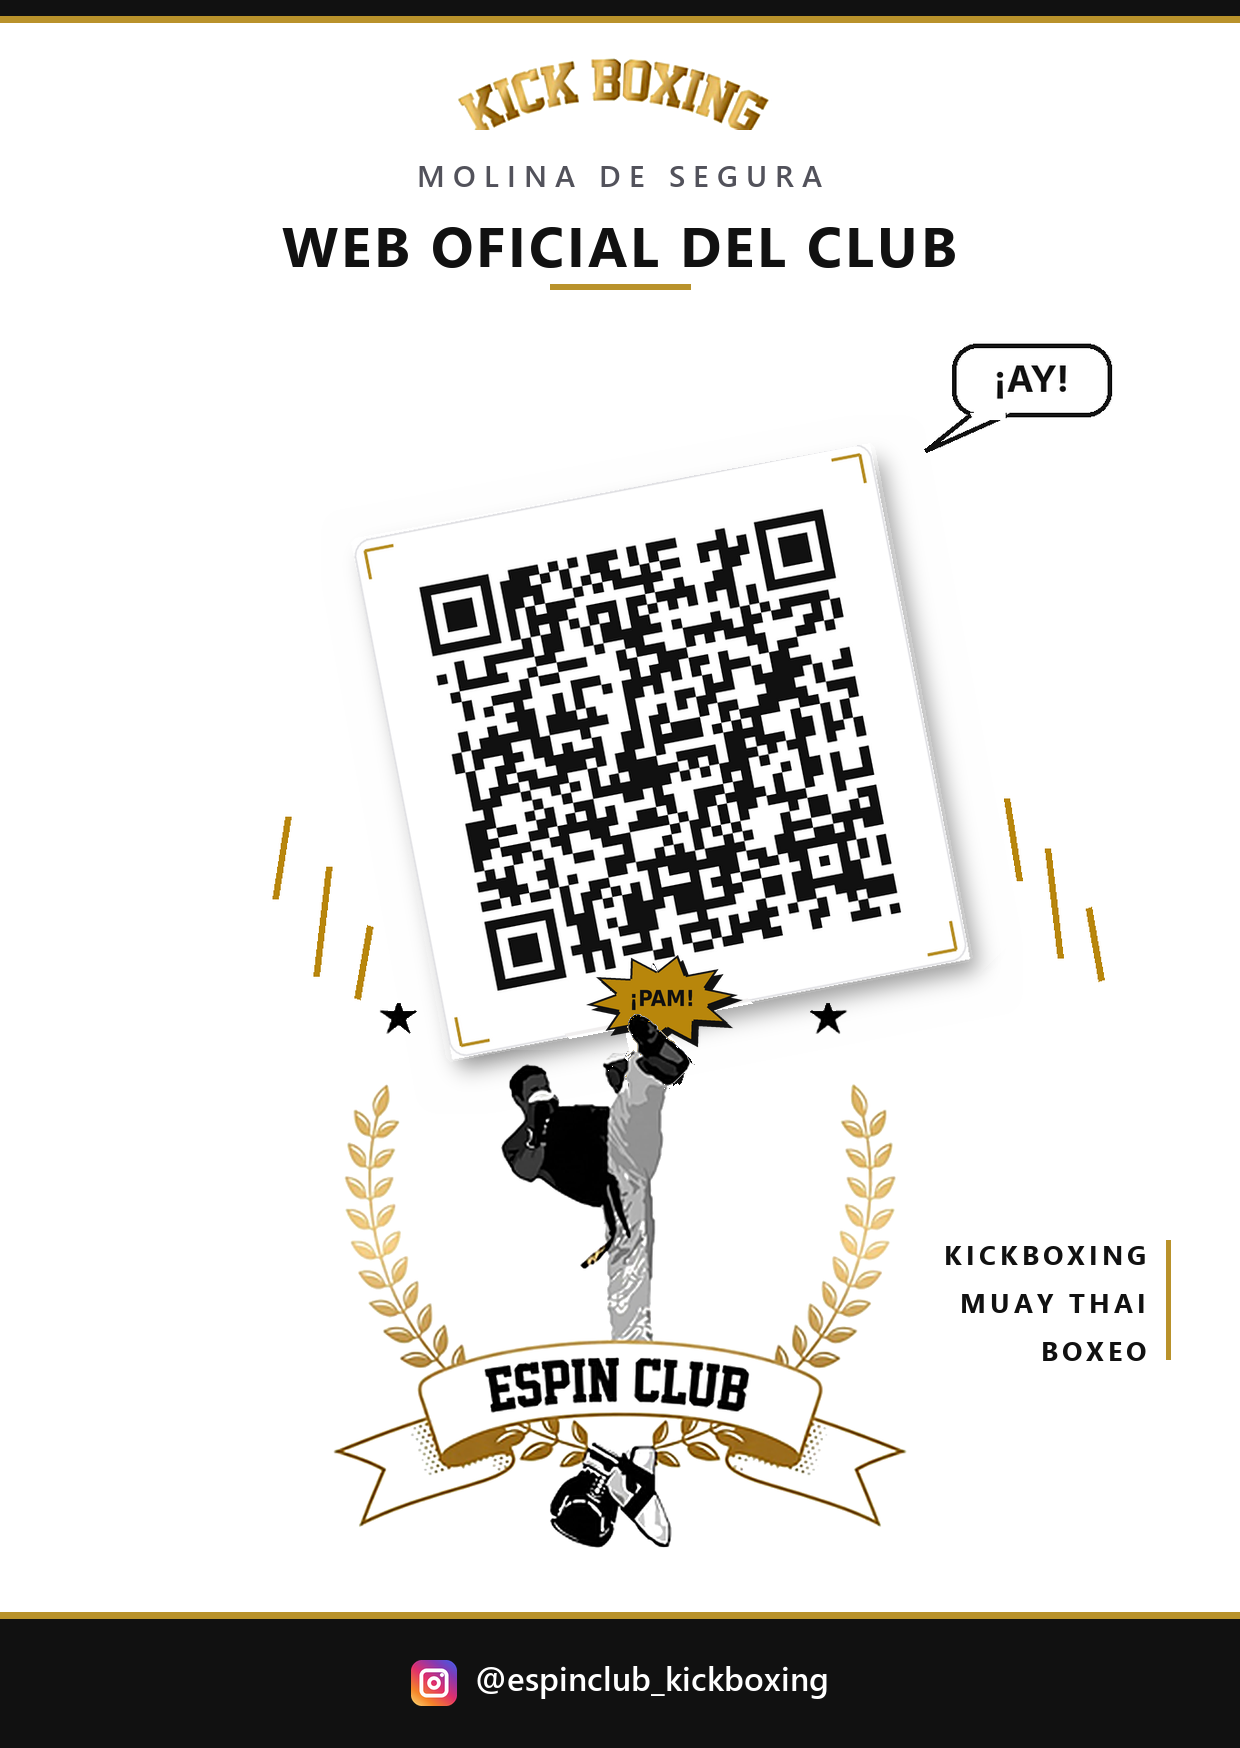 KICK BOXING
MOLINA DE SEGURA
WEB OFICIAL DEL CLUB
¡AY!
¡PAM!
KICKBOXING
MUAY THAI
BOXEO
ESPIN CLUB
@espinclub_kickboxing